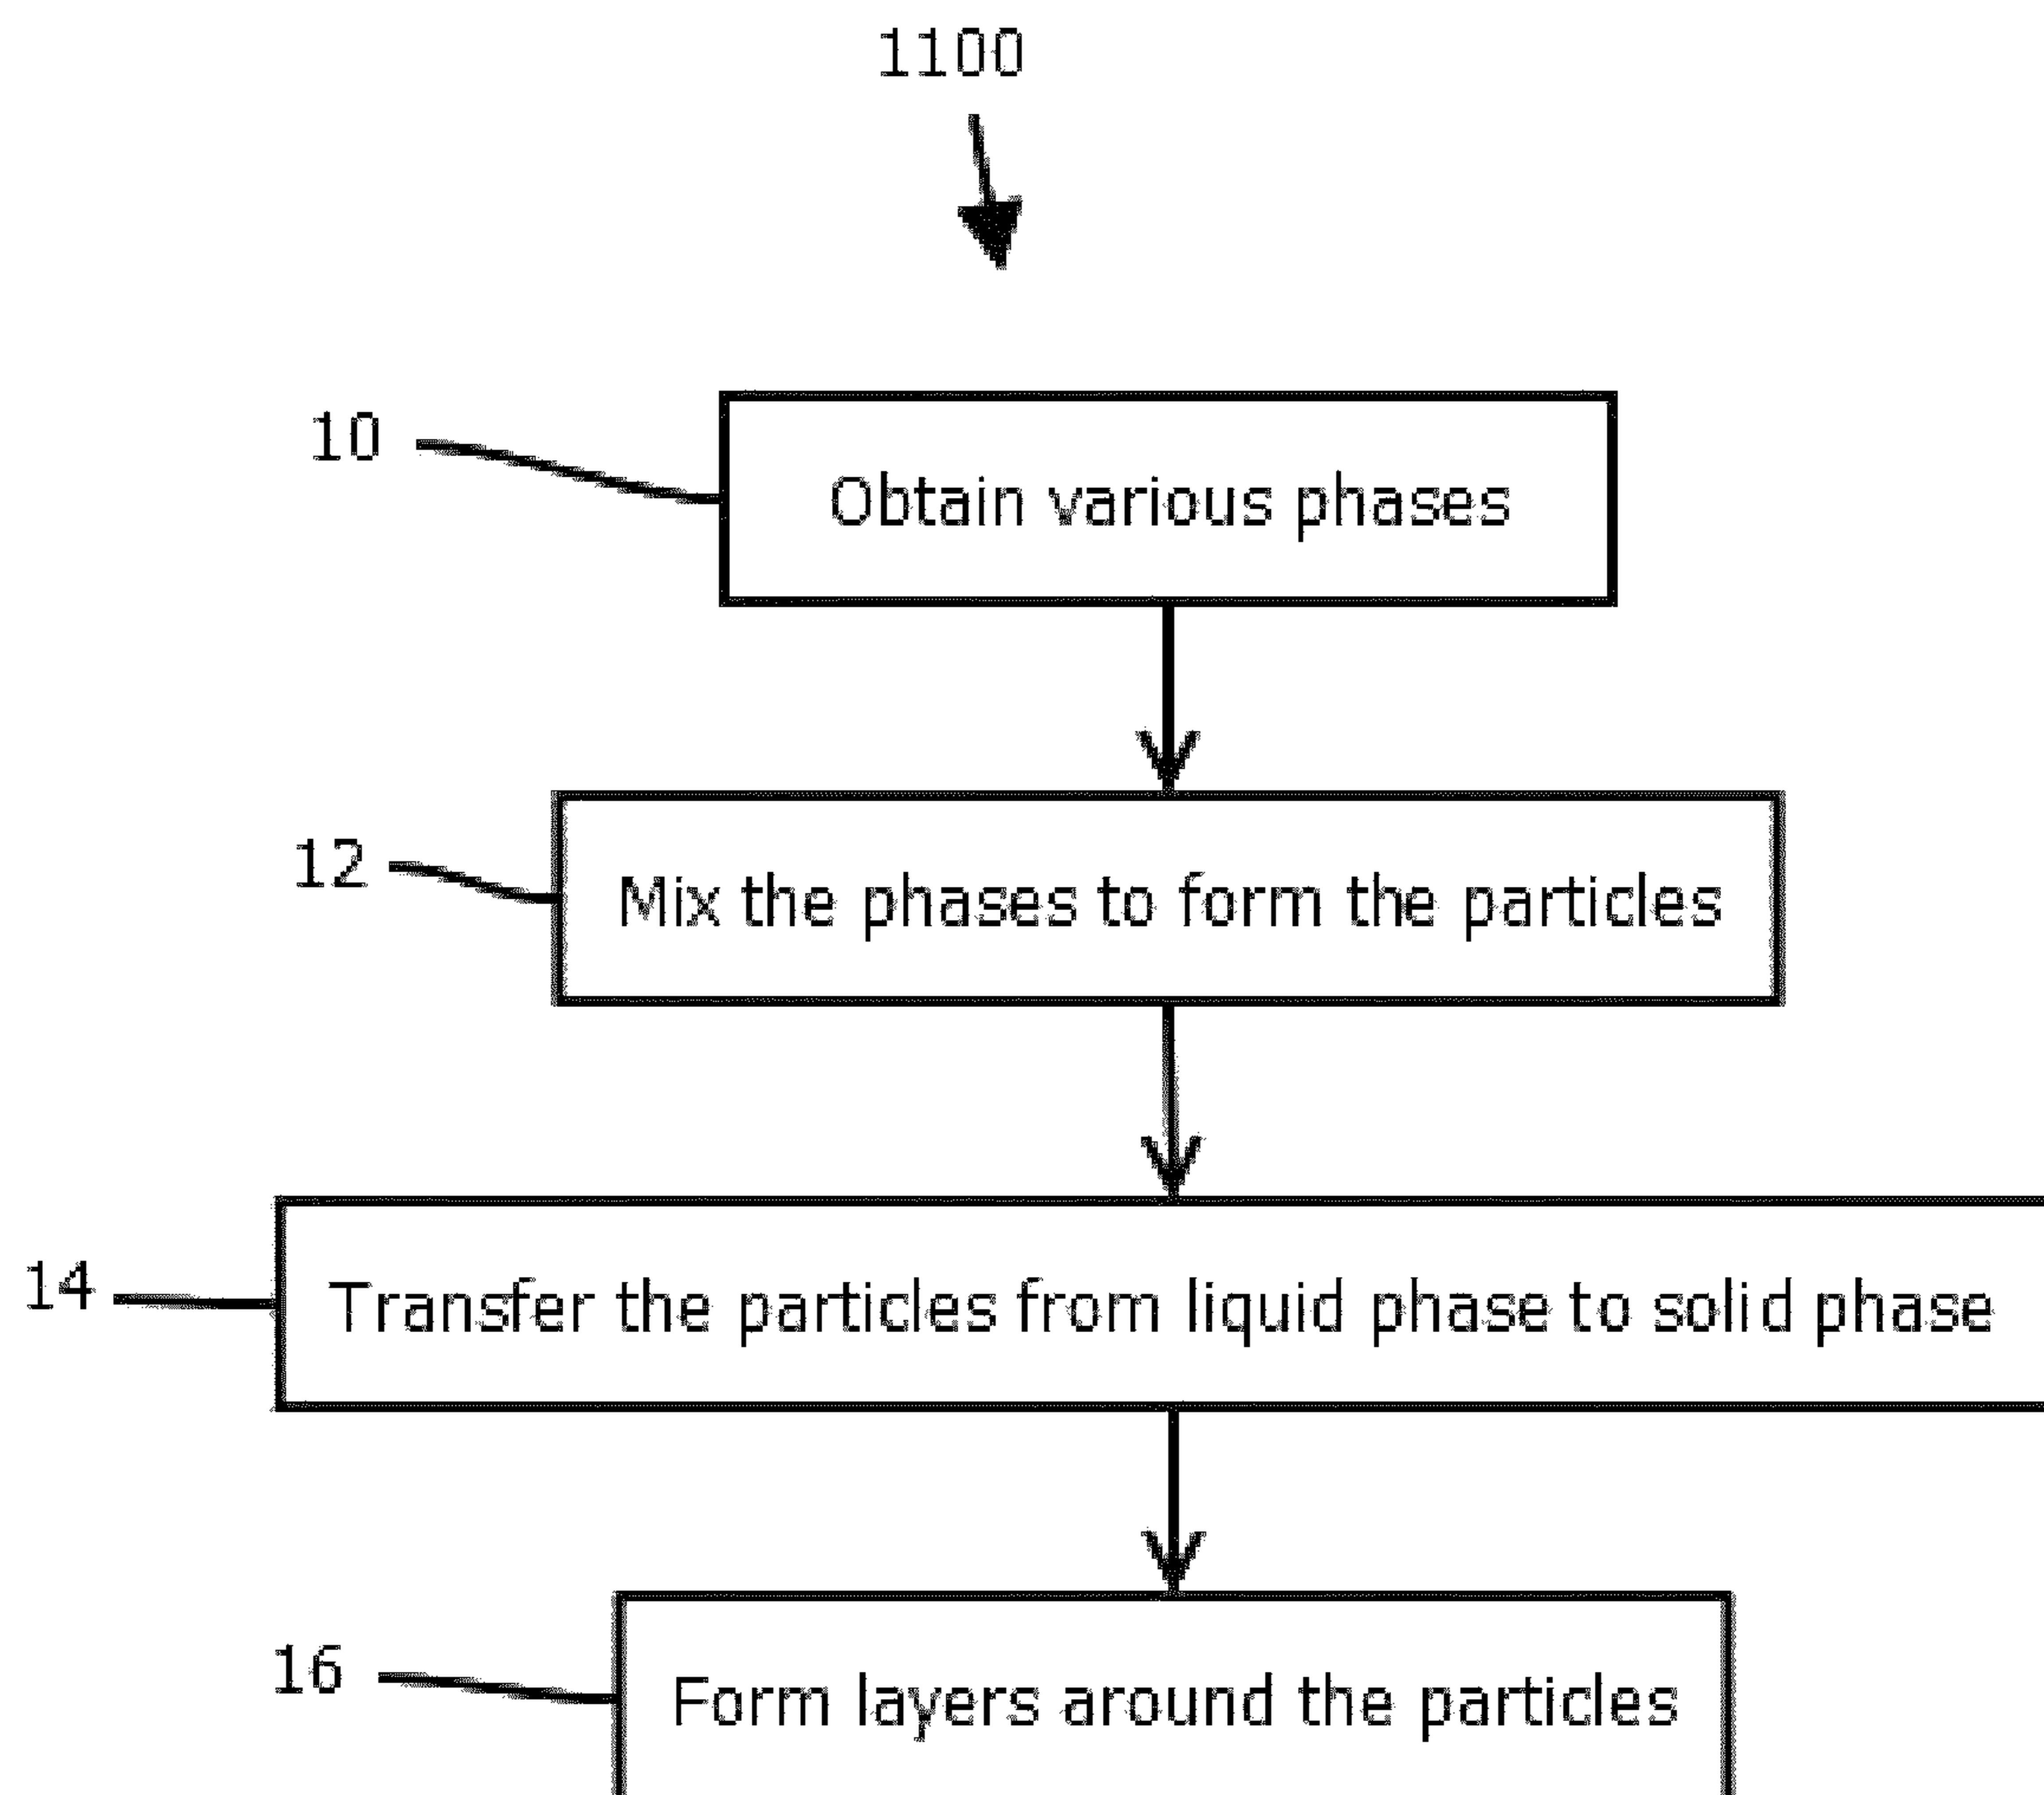 1100
10
Obtain various phases
12
Mix the phases to form the particles
14
Transfer the particles from liquid phase to solid phase
16
Form layers around the particles